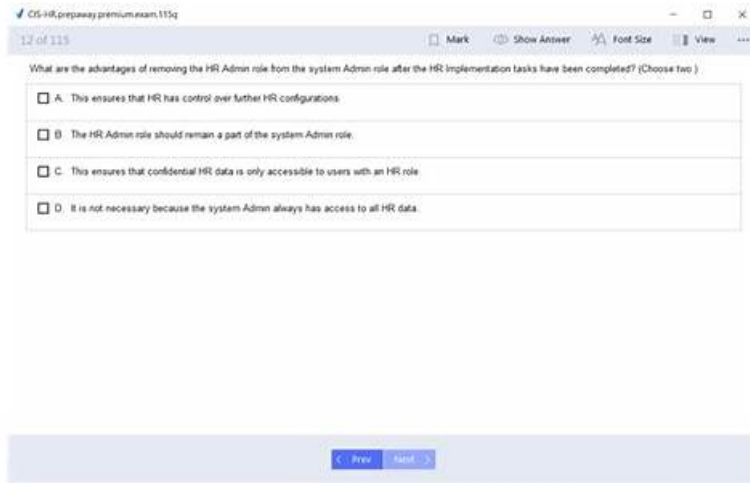 CIS-HR.prepaway.premium.exam.115q
12 of 115
Mark
Show Answer
Font Size
View
What are the advantages of removing the HR Admin role from the system Admin role after the HR Implementation tasks have been completed? (Choose two.)
A. This ensures that HR has control over further HR configurations.
B. The HR Admin role should remain a part of the system Admin role.
C. This ensures that confidential HR data is only accessible to users with an HR role.
D. It is not necessary because the system Admin always has access to all HR data.
Prev
Next